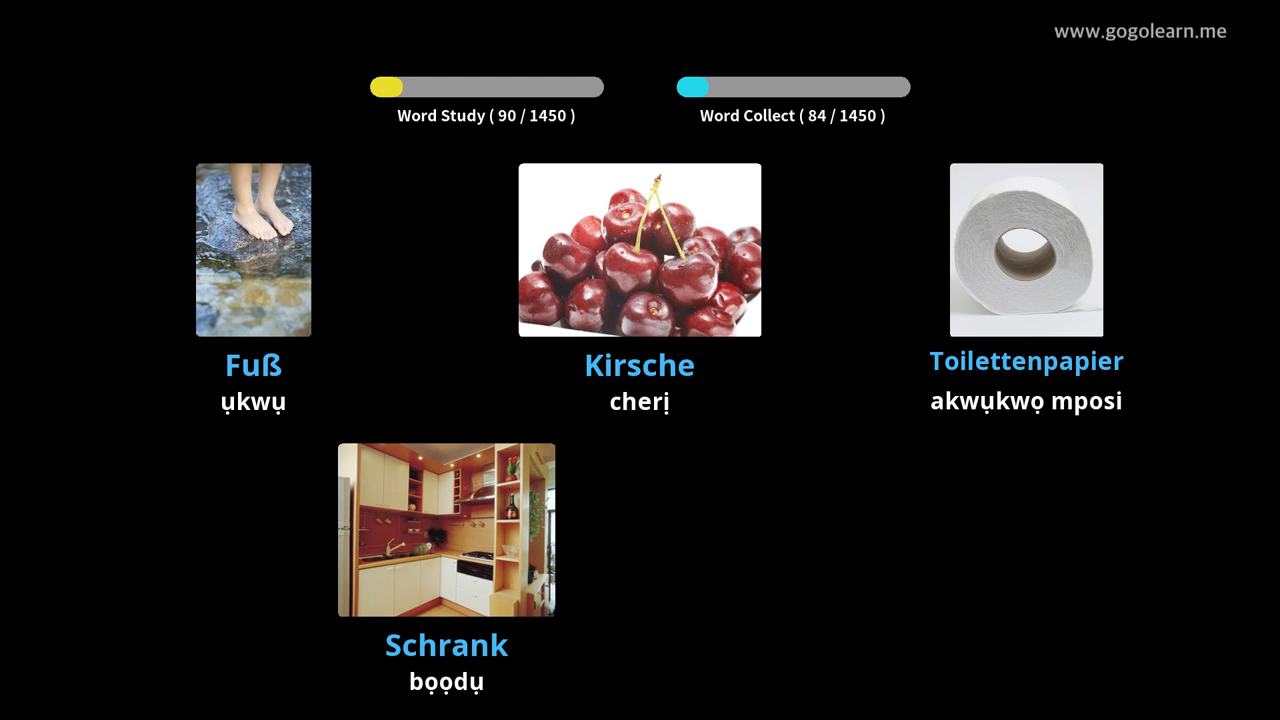 www.gogolearn.me
Word Study ( 90 / 1450 )
Word Collect ( 84 / 1450 )
Fuß
ụkwụ
Kirsche
cherị
Toilettenpapier
akwụkwọ mposi
Schrank
bọọdụ